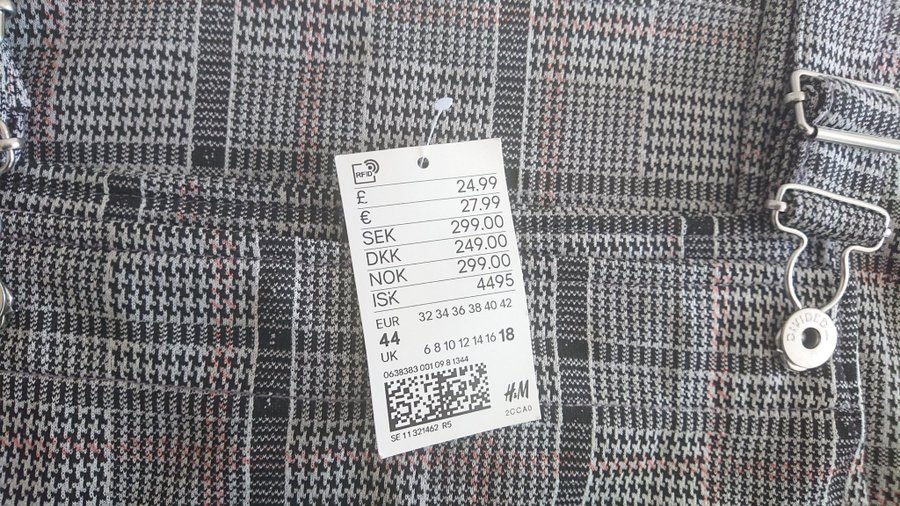 RFID
£ 24.99
€ 27.99
SEK 299.00
DKK 249.00
NOK 299.00
ISK 4495
EUR 32 34 36 38 40 42
44
UK 6 8 10 12 14 16 18
0638383 001 09 8 1344
H&M
2CCA0
SE 11 321462 R5
DIVIDED